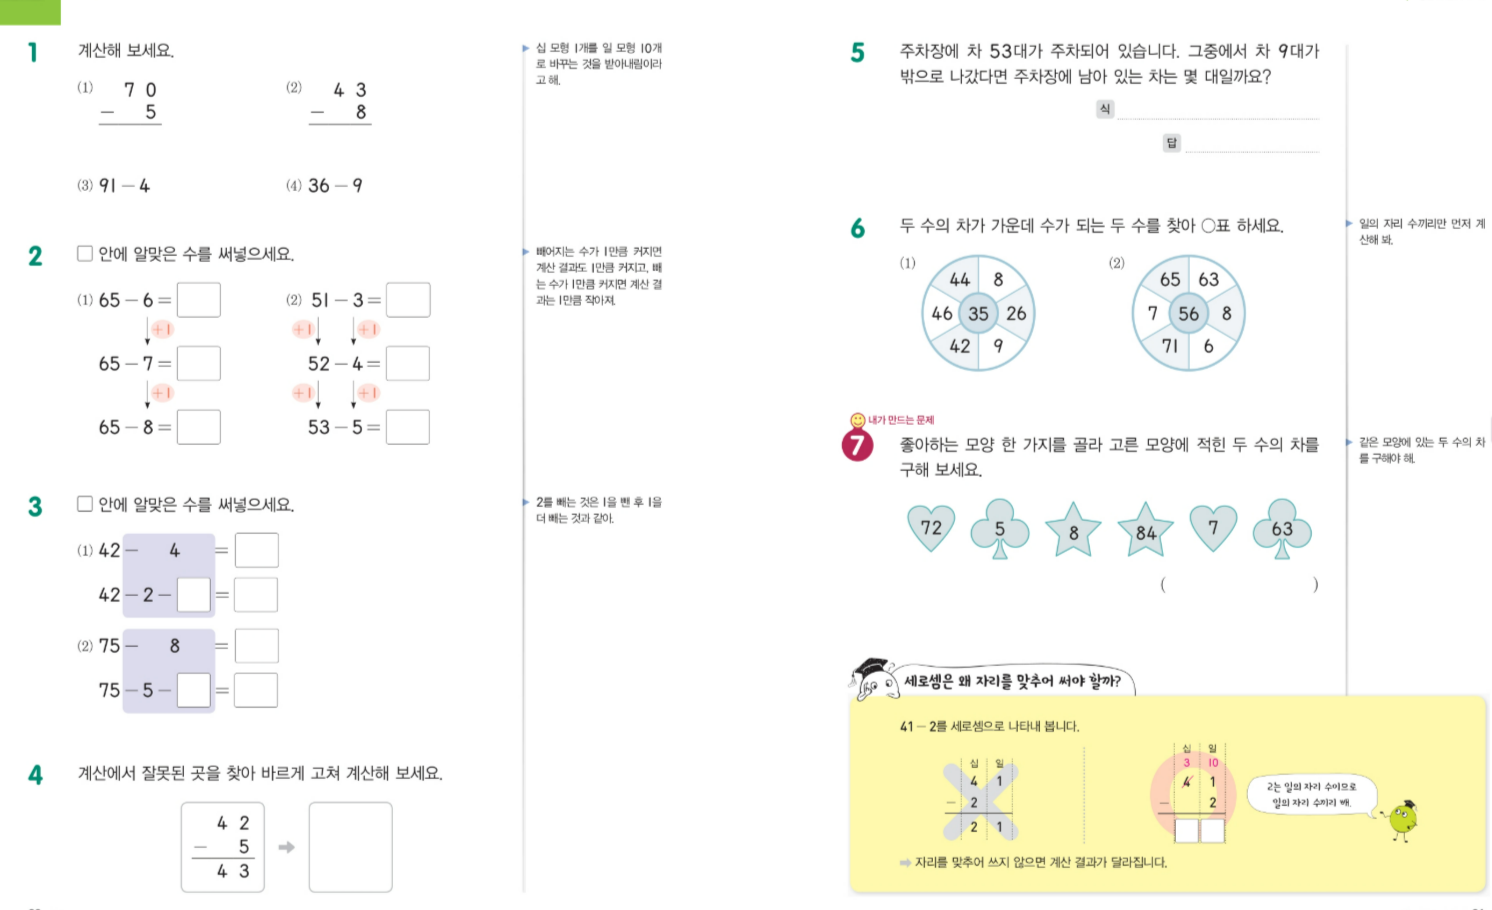 1 계산해 보세요.
(1) 7 0
− 5
(2) 4 3
− 8
(3) 91 − 4
(4) 36 − 9
십 모형 1개를 일 모형 10개
로 바꾸는 것을 받아내림이라
고 해.
2 □ 안에 알맞은 수를 써넣으세요.
(1) 65 − 6 = □
+1
65 − 7 = □
+1
65 − 8 = □
(2) 51 − 3 = □
+1 +1
52 − 4 = □
+1 +1
53 − 5 = □
빼어지는 수가 1만큼 커지면
계산 결과도 1만큼 커지고, 빼
는 수가 1만큼 커지면 계산 결
과는 1만큼 작아져.
3 □ 안에 알맞은 수를 써넣으세요.
(1) 42 − 4 = □
42 − 2 − □ = □
(2) 75 − 8 = □
75 − 5 − □ = □
2를 빼는 것은 1을 뺀 후 1을
더 빼는 것과 같아.
4 계산에서 잘못된 곳을 찾아 바르게 고쳐 계산해 보세요.
4 2
− 5
4 3
5 주차장에 차 53대가 주차되어 있습니다. 그중에서 차 9대가
밖으로 나갔다면 주차장에 남아 있는 차는 몇 대일까요?
식
답
6 두 수의 차가 가운데 수가 되는 두 수를 찾아 ○표 하세요.
(1)
44 8
46 35 26
42 9
(2)
65 63
7 56 8
71 6
일의 자리 수끼리만 먼저 계
산해 봐.
내가 만드는 문제
7 좋아하는 모양 한 가지를 골라 고른 모양에 적힌 두 수의 차를
구해 보세요.
72 5 8 84 7 63
( )
같은 모양에 있는 두 수의 차
를 구해야 해.
세로셈은 왜 자리를 맞추어 써야 할까?
41 − 2를 세로셈으로 나타내 봅니다.
십 일
4 1
− 2
2 1
십 일
3 10
4 1
− 2
2는 일의 자리 수이므로
일의 자리 수끼리 빼.
➡ 자리를 맞추어 쓰지 않으면 계산 결과가 달라집니다.